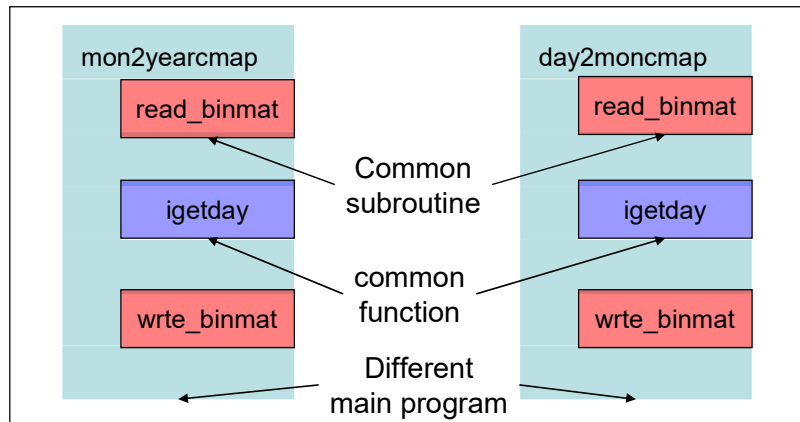 mon2yearcmap
day2moncmap
read_binmat
read_binmat
Common
subroutine
igetday
igetday
common
function
wrte_binmat
wrte_binmat
Different
main program